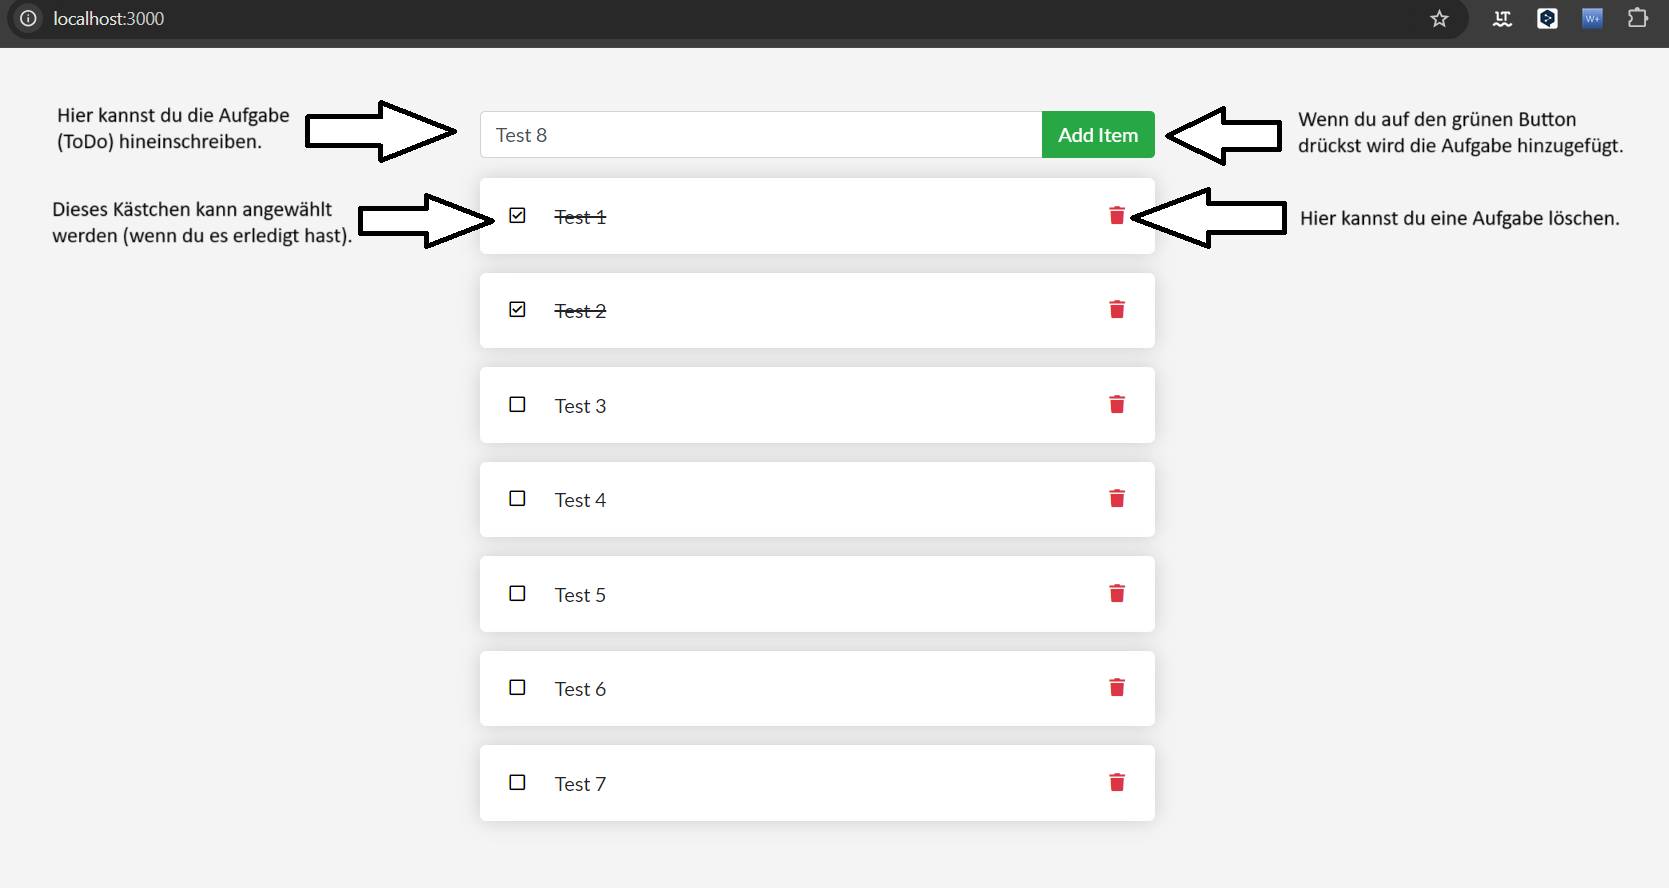 localhost:3000
Hier kannst du die Aufgabe
(ToDo) hineinschreiben.
Test 8
Add Item
Wenn du auf den grünen Button
drückst wird die Aufgabe hinzugefügt.
Dieses Kästchen kann angewählt
werden (wenn du es erledigt hast).
Test 1
Hier kannst du eine Aufgabe löschen.
Test 2
Test 3
Test 4
Test 5
Test 6
Test 7
LT
W+